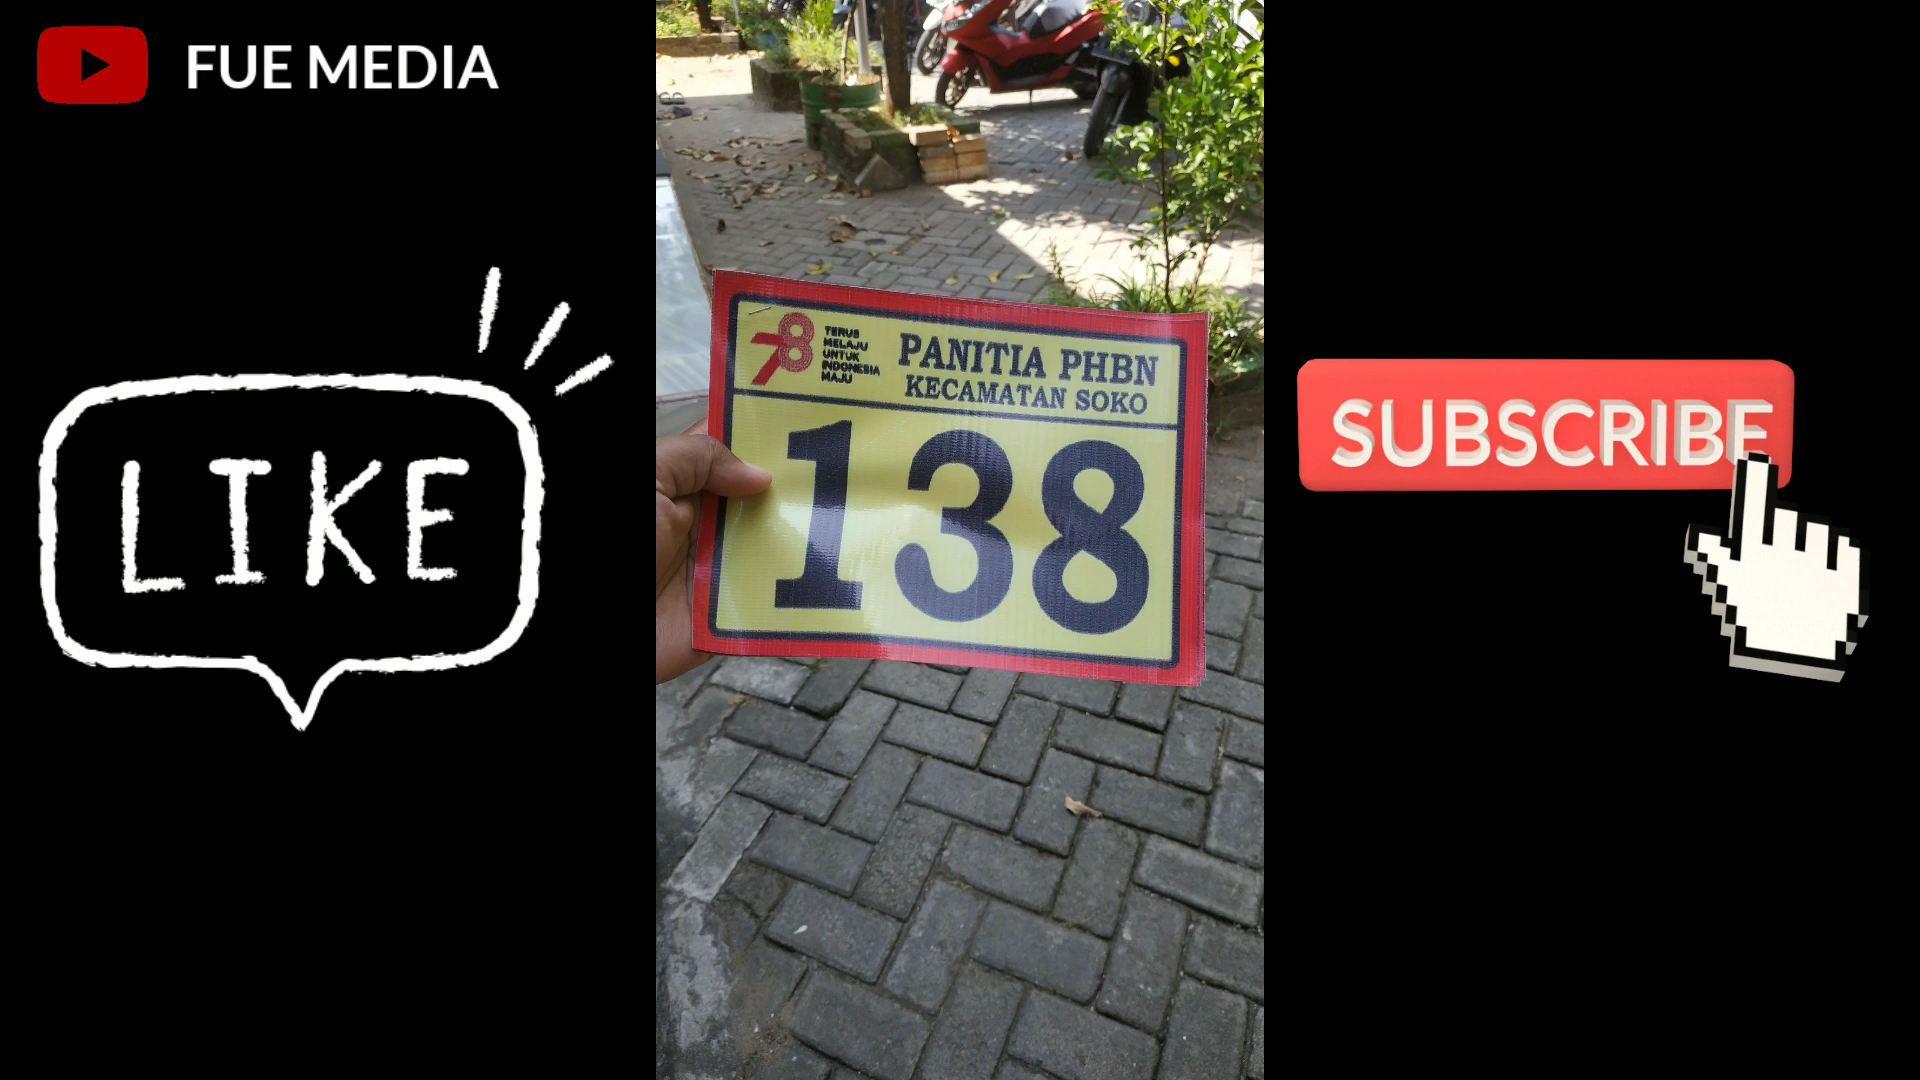 FUE MEDIA
LIKE
78
TERUS
MELAJU
UNTUK
INDONESIA
MAJU
PANITIA PHBN
KECAMATAN SOKO
138
SUBSCRIBE